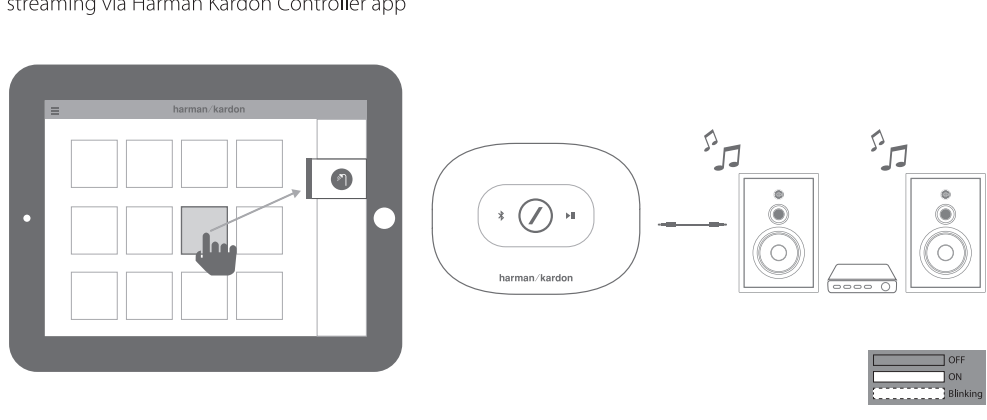 streaming via Harman Kardon Controller app
harman/kardon
harman/kardon
OFF
ON
Blinking